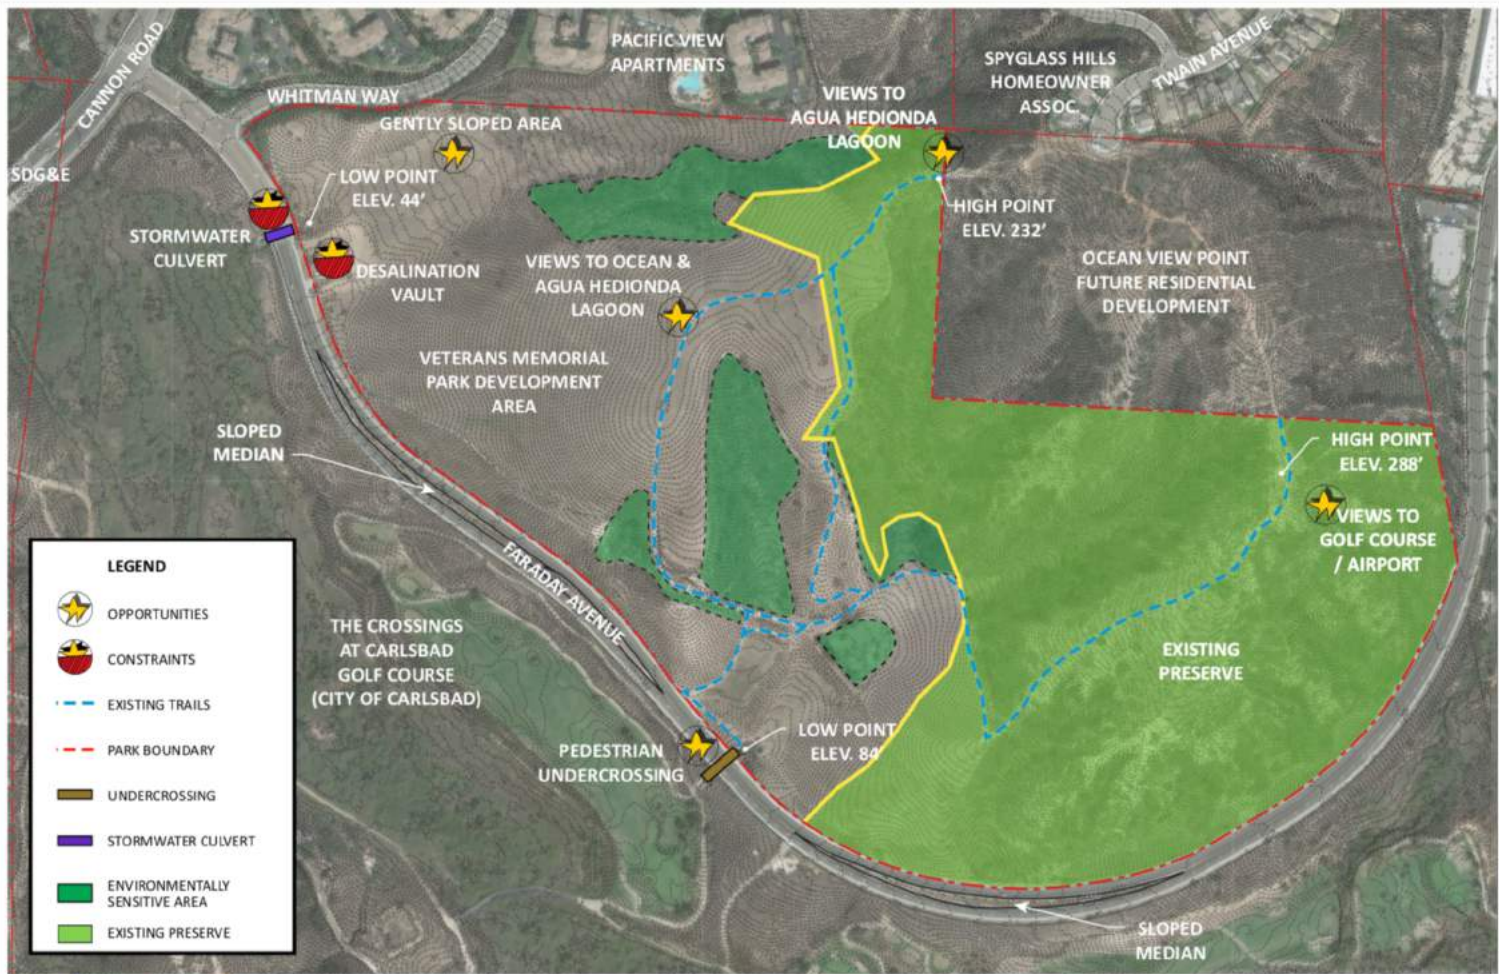 CANNON ROAD
WHITMAN WAY
PACIFIC VIEW
APARTMENTS
SPYGLASS HILLS
HOMEOWNER
ASSOC.
TWAIN AVENUE
GENTLY SLOPED AREA
VIEWS TO
AGUA HEDIONDA
LAGOON
SDG&E
LOW POINT
ELEV. 44'
STORMWATER
CULVERT
DESALINATION
VAULT
VIEWS TO OCEAN &
AGUA HEDIONDA
LAGOON
HIGH POINT
ELEV. 232'
OCEAN VIEW POINT
FUTURE RESIDENTIAL
DEVELOPMENT
VETERANS MEMORIAL
PARK DEVELOPMENT
AREA
SLOPED
MEDIAN
HIGH POINT
ELEV. 288'
VIEWS TO
GOLF COURSE
/ AIRPORT
FARADAY AVENUE
THE CROSSINGS
AT CARLSBAD
GOLF COURSE
(CITY OF CARLSBAD)
EXISTING
PRESERVE
PEDESTRIAN
UNDERCROSSING
LOW POINT
ELEV. 84'
SLOPED
MEDIAN
LEGEND
OPPORTUNITIES
CONSTRAINTS
EXISTING TRAILS
PARK BOUNDARY
UNDERCROSSING
STORMWATER CULVERT
ENVIRONMENTALLY
SENSITIVE AREA
EXISTING PRESERVE